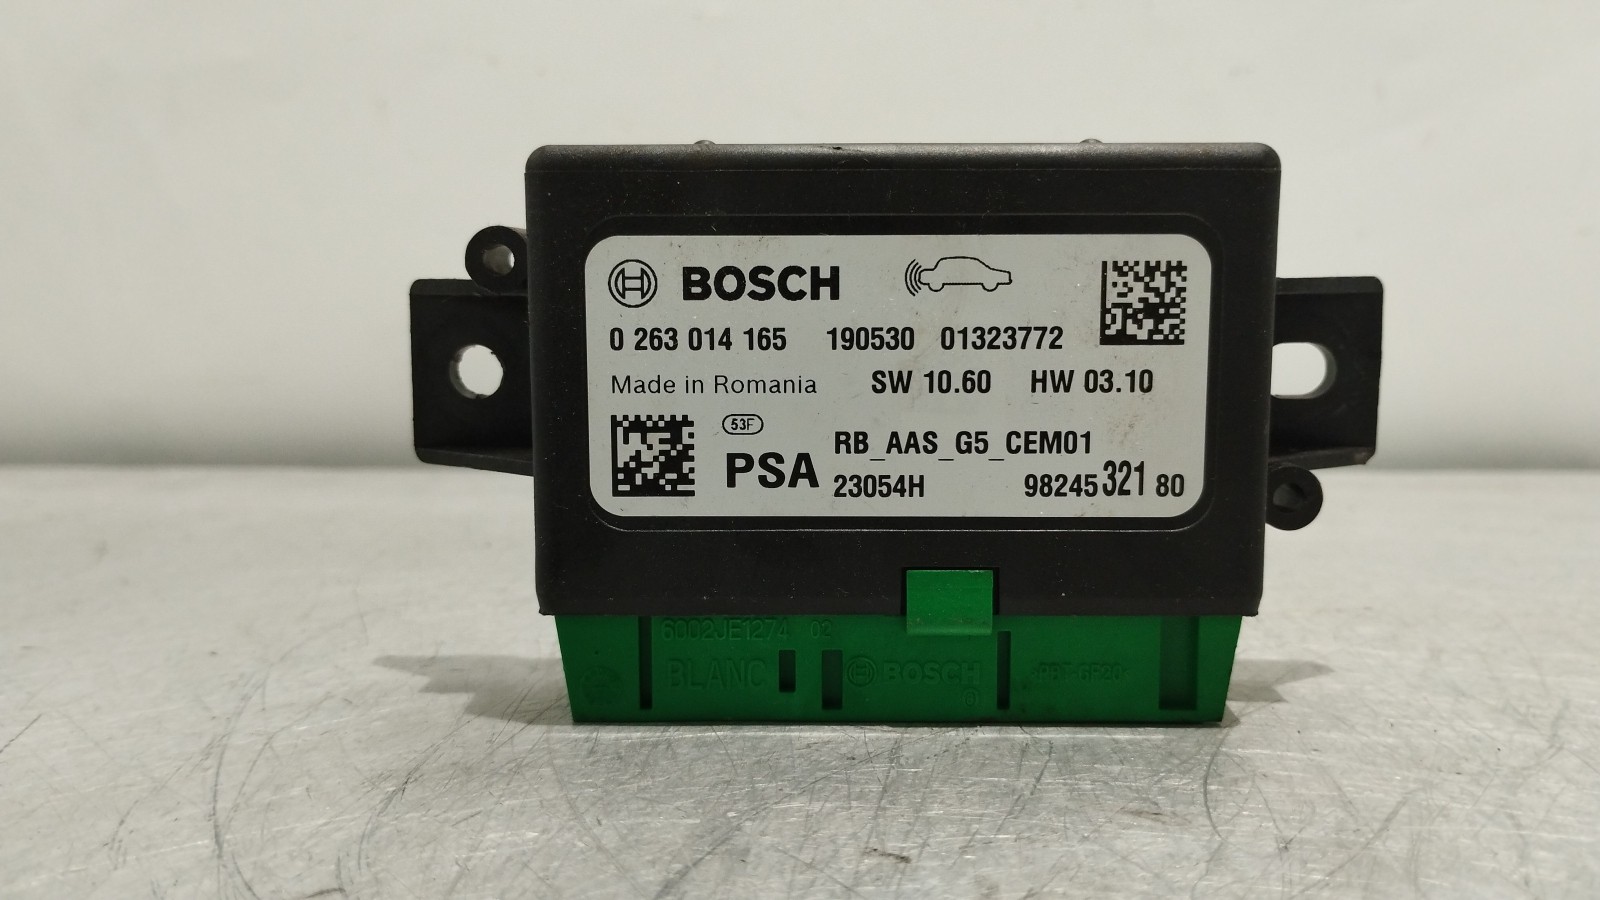 BOSCH
0 263 014 165 190530 01323772
Made in Romania SW 10.60 HW 03.10
53F
PSA RB_AAS_G5_CEM01
23054H 98245 321 80
6002JE1274 02
BLANC BOSCH